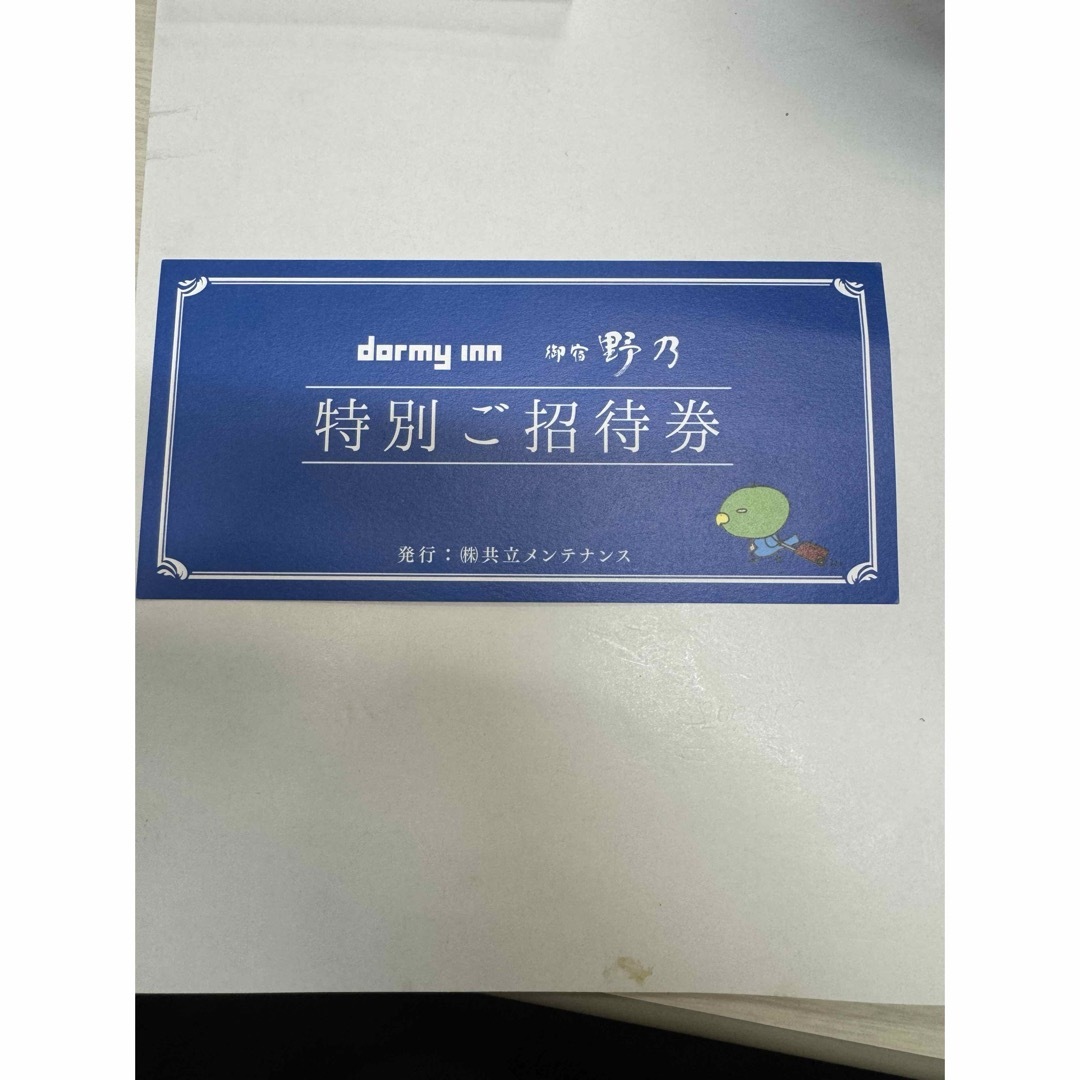 dormy inn 御宿 野乃
特別ご招待券
発行：㈱共立メンテナンス